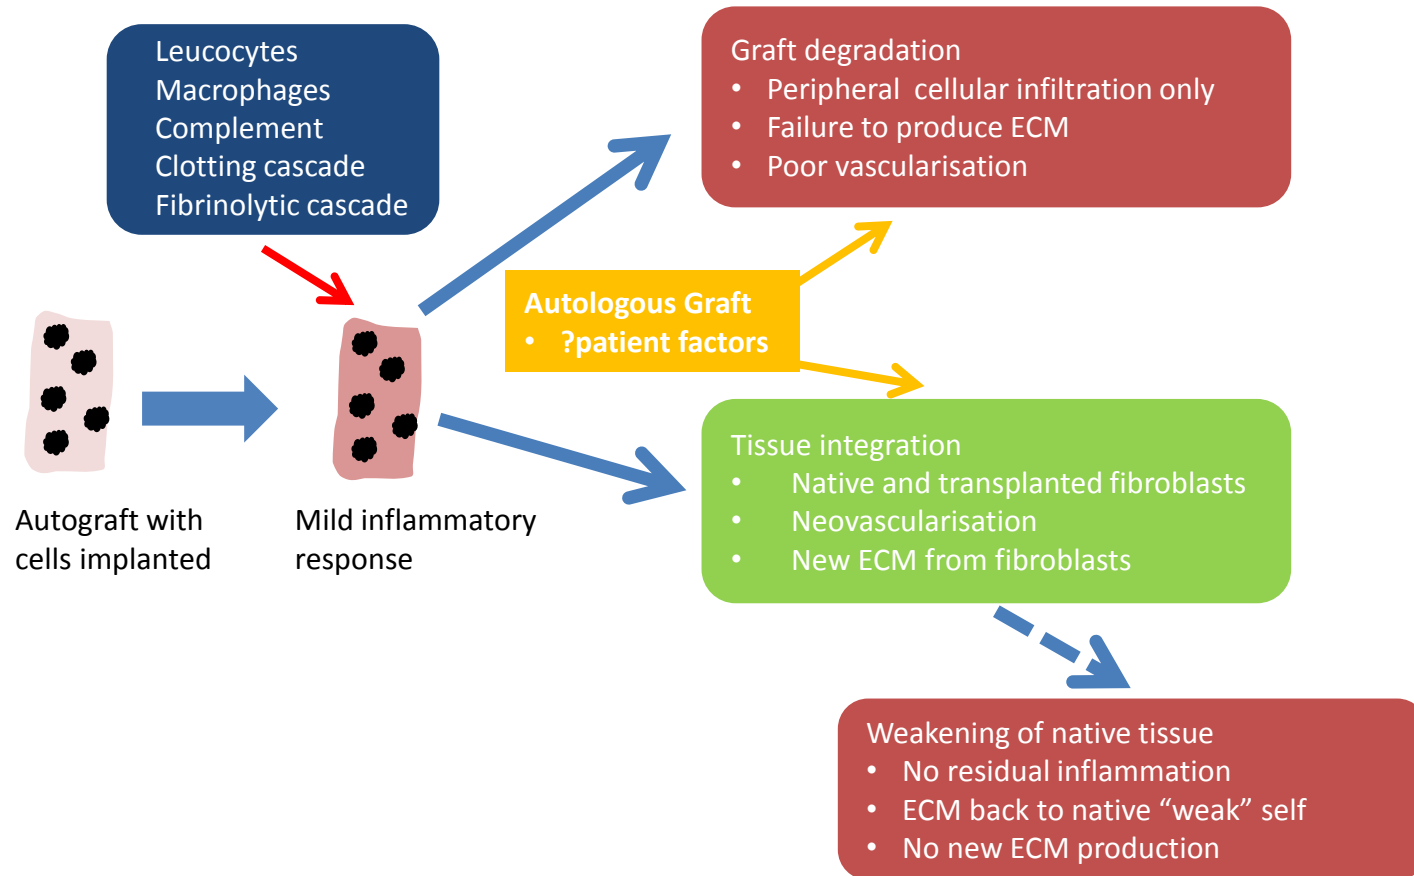 Leucocytes
Macrophages
Complement
Clotting cascade
Fibrinolytic cascade
Graft degradation
• Peripheral cellular infiltration only
• Failure to produce ECM
• Poor vascularisation
Autologous Graft
• ?patient factors
Autograft with
cells implanted
Mild inflammatory
response
Tissue integration
• Native and transplanted fibroblasts
• Neovascularisation
• New ECM from fibroblasts
Weakening of native tissue
• No residual inflammation
• ECM back to native “weak” self
• No new ECM production